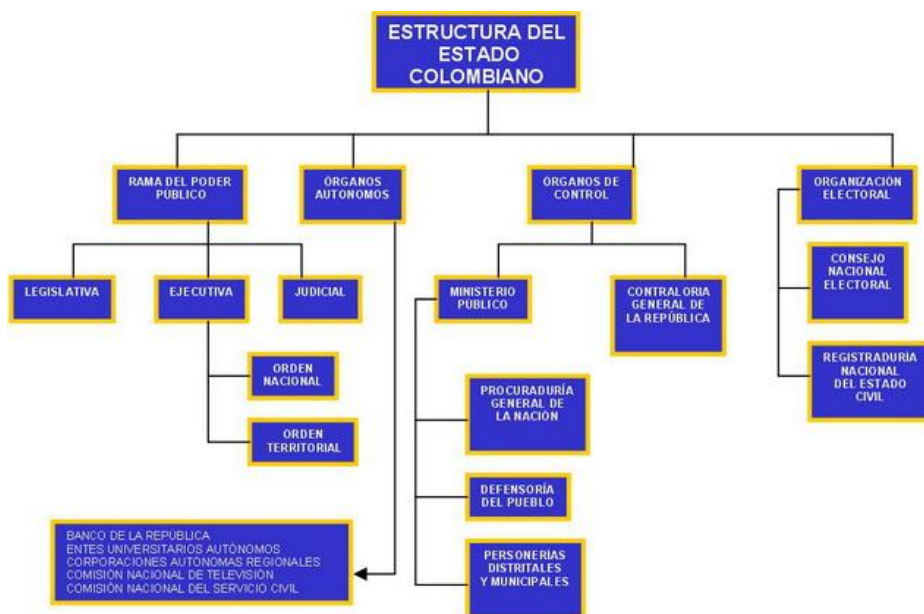 ESTRUCTURA DEL
ESTADO
COLOMBIANO
RAMA DEL PODER
PÚBLICO
ÓRGANOS
AUTÓNOMOS
ÓRGANOS DE
CONTROL
ORGANIZACIÓN
ELECTORAL
LEGISLATIVA
EJECUTIVA
JUDICIAL
MINISTERIO
PÚBLICO
CONTRALORIA
GENERAL DE
LA REPÚBLICA
CONSEJO
NACIONAL
ELECTORAL
ORDEN
NACIONAL
ORDEN
TERRITORIAL
PROCURADURÍA
GENERAL DE
LA NACIÓN
REGISTRADURÍA
NACIONAL
DEL ESTADO
CIVIL
DEFENSORÍA
DEL PUEBLO
PERSONERÍAS
DISTRITALES
Y MUNICIPALES
BANCO DE LA REPÚBLICA
ENTES UNIVERSITARIOS AUTÓNOMOS
CORPORACIONES AUTÓNOMAS REGIONALES
COMISIÓN NACIONAL DE TELEVISIÓN
COMISIÓN NACIONAL DEL SERVICIO CIVIL